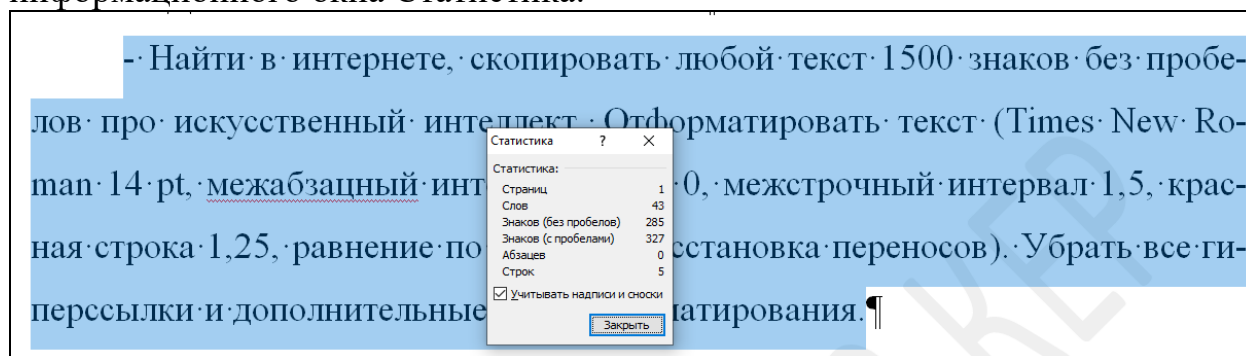 информационного окна Статистика.
- Найти в интернете, скопировать любой текст 1500 знаков без пробе-
лов про искусственный интеллект. Отформатировать текст (Times New Ro-
man 14 pt, межабзацный инт 0, межстрочный интервал 1,5, крас-
ная строка 1,25, равнение по сстановка переносов). Убрать все ги-
перссылки и дополнительные атирования.¶
Статистика ? ×
Статистика:
Страниц 1
Слов 43
Знаков (без пробелов) 285
Знаков (с пробелами) 327
Абзацев 0
Строк 5
Учитывать надписи и сноски
Закрыть
КЕР